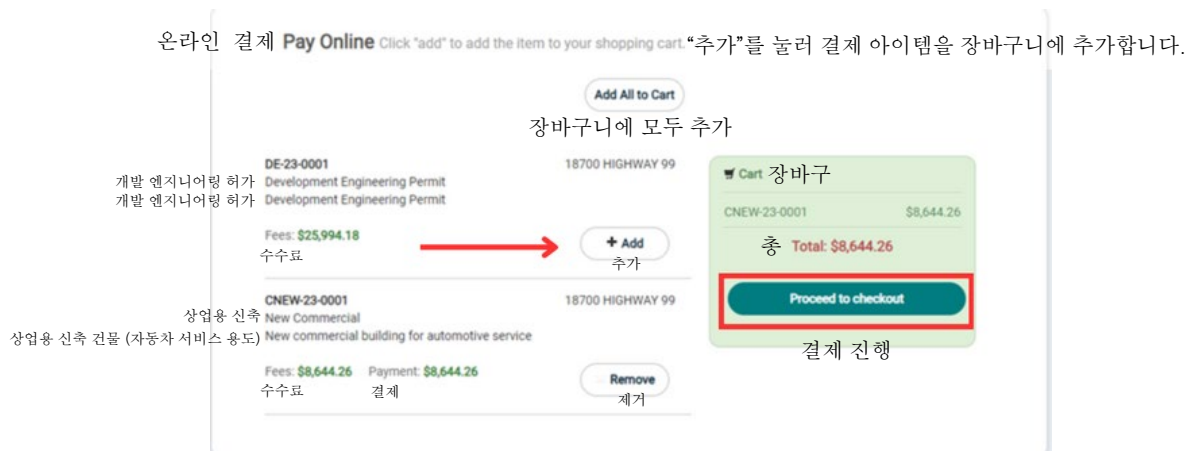 온라인 결제 Pay Online Click "add" to add the item to your shopping cart. “추가”를 눌러 결제 아이템을 장바구니에 추가합니다.
Add All to Cart
장바구니에 모두 추가
DE-23-0001 18700 HIGHWAY 99
개발 엔지니어링 허가 Development Engineering Permit
개발 엔지니어링 허가 Development Engineering Permit
Fees: $25,994.18
수수료
+ Add
추가
CNEW-23-0001 18700 HIGHWAY 99
상업용 신축 New Commercial
상업용 신축 건물 (자동차 서비스 용도) New commercial building for automotive service
Fees: $8,644.26 Payment: $8,644.26
수수료 결제
Remove
제거
Cart 장바구
CNEW-23-0001 $8,644.26
총 Total: $8,644.26
Proceed to checkout
결제 진행